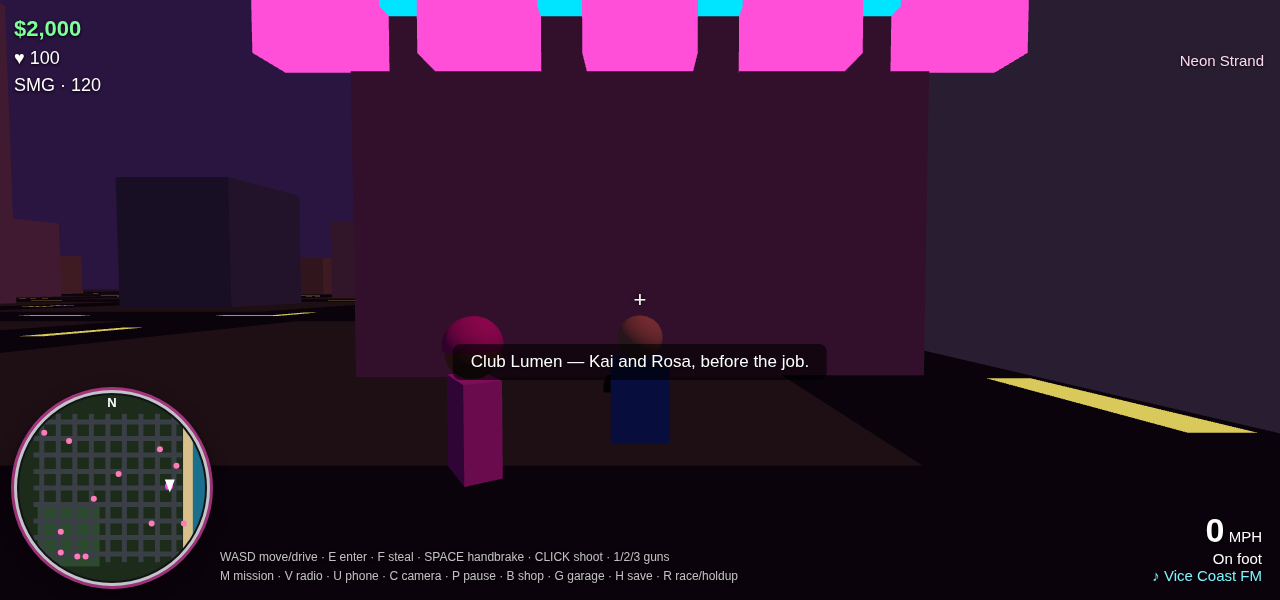 $2,000
♥ 100
SMG · 120
Neon Strand
+
Club Lumen — Kai and Rosa, before the job.
N
WASD move/drive · E enter · F steal · SPACE handbrake · CLICK shoot · 1/2/3 guns
M mission · V radio · U phone · C camera · P pause · B shop · G garage · H save · R race/holdup
0 MPH
On foot
♪ Vice Coast FM